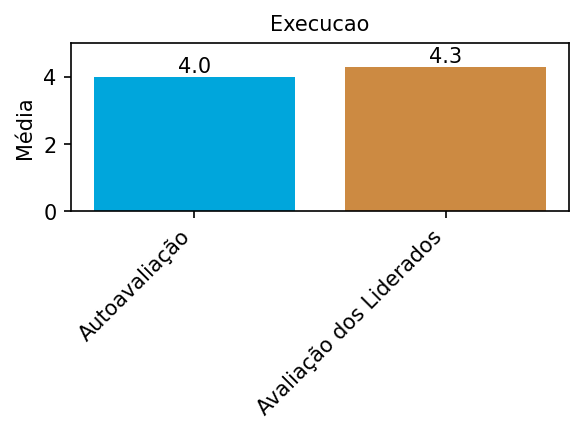 Execucao
4.0
4.3
Média
4
2
0
Autoavaliação
Avaliação dos Liderados